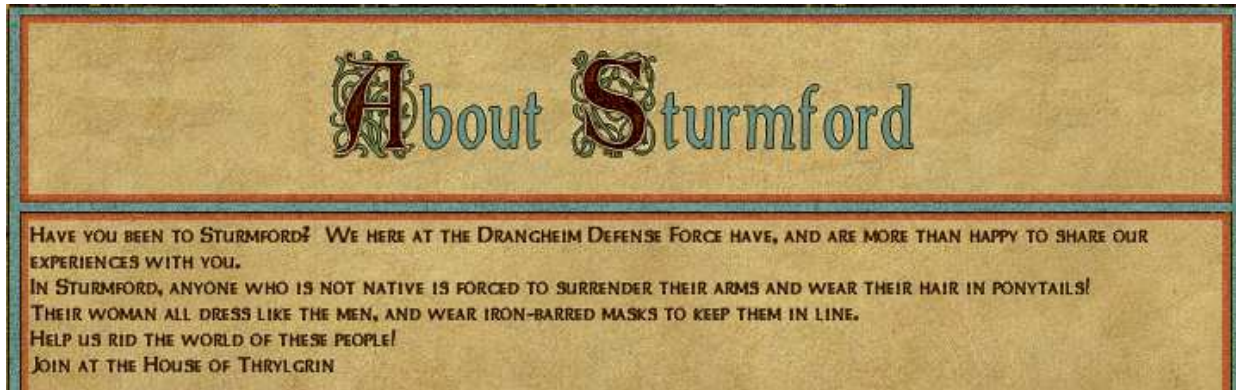 About Sturmford
Have you been to Sturmford? We here at the Drangheim Defense Force have, and are more than happy to share our
experiences with you.
In Sturmford, anyone who is not native is forced to surrender their arms and wear their hair in ponytails!
Their woman all dress like the men, and wear iron-barred masks to keep them in line.
Help us rid the world of these people!
Join at the House of Thrylgrin